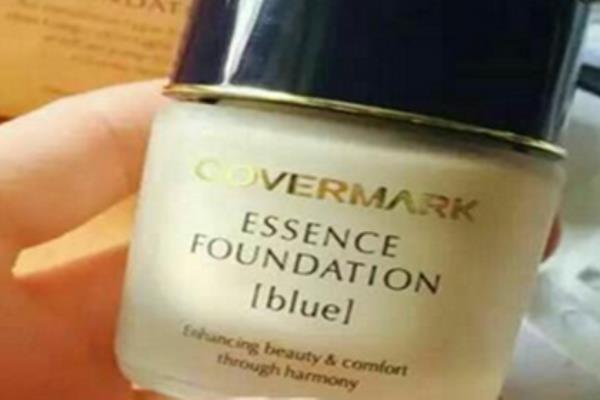 COVERMARK
ESSENCE
FOUNDATION
[blue]
Enhancing beauty & comfort
through harmony